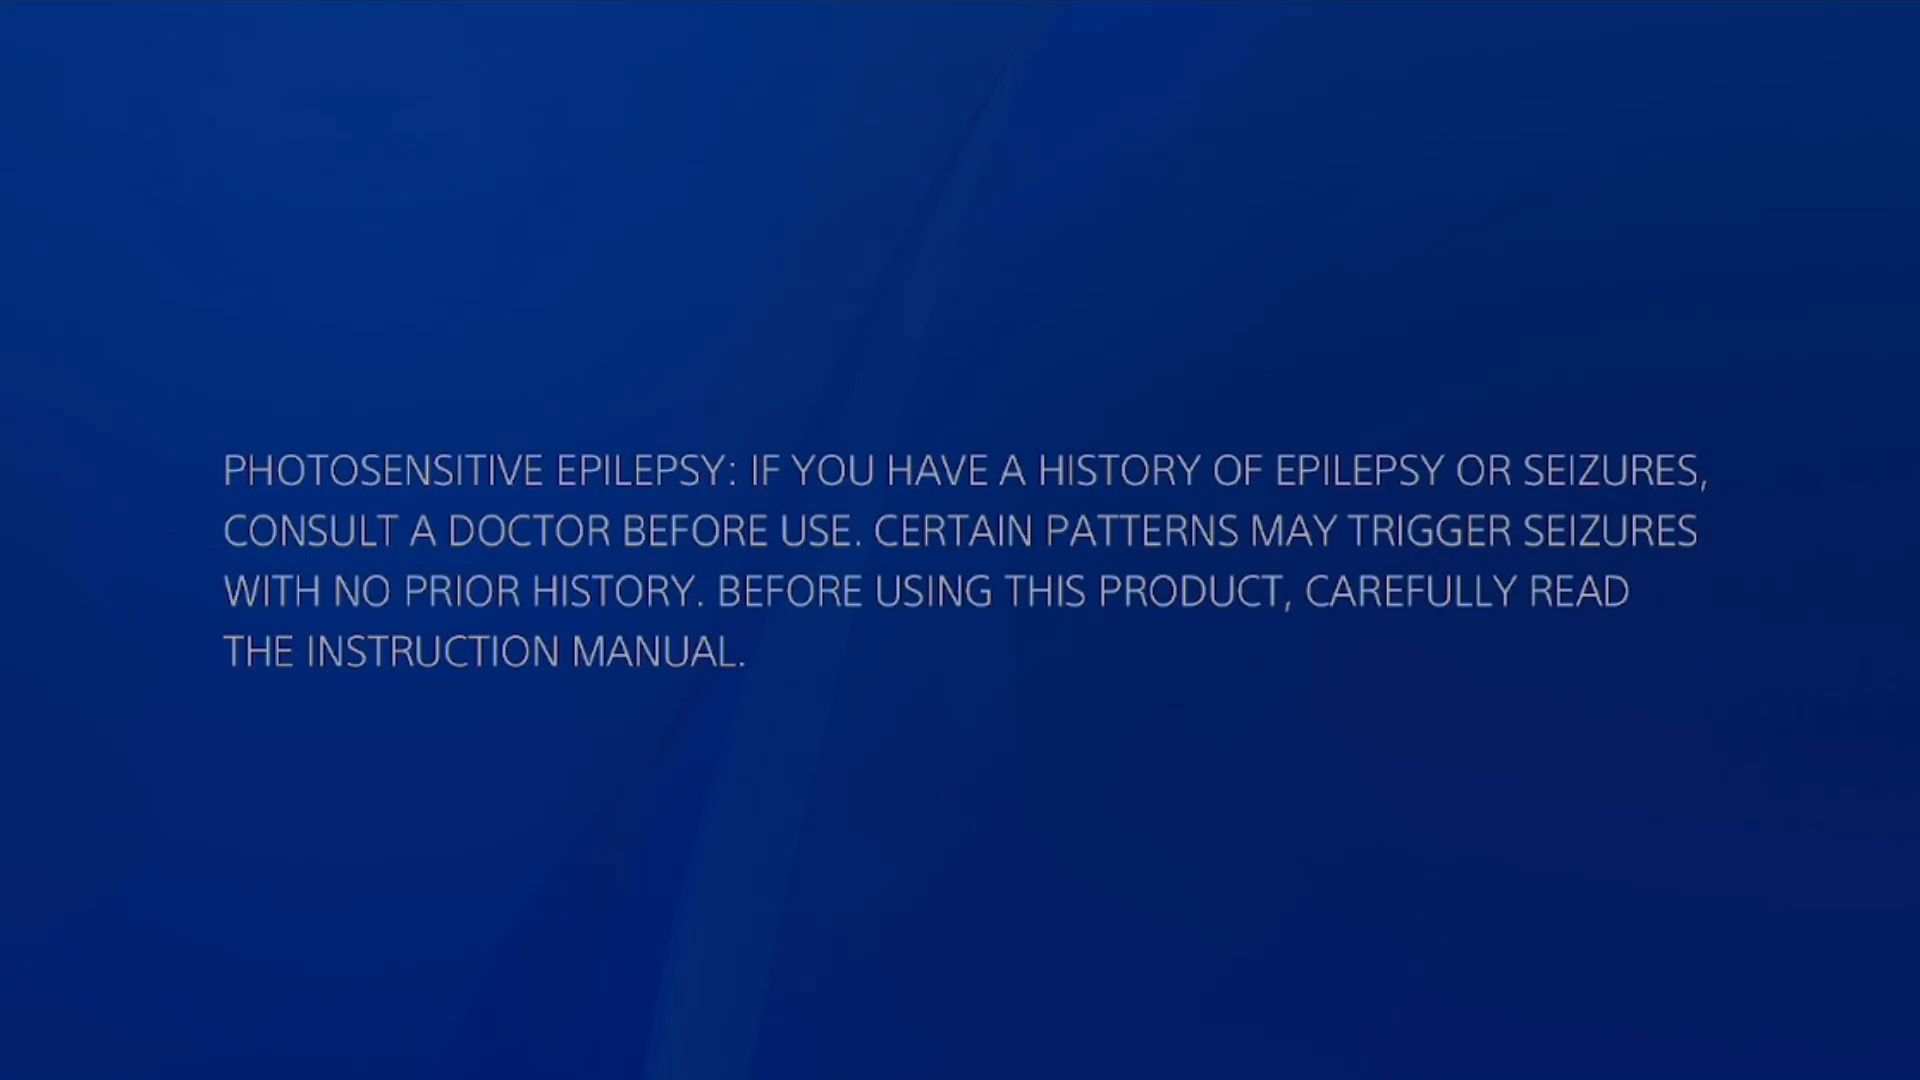 PHOTOSENSITIVE EPILEPSY: IF YOU HAVE A HISTORY OF EPILEPSY OR SEIZURES,
CONSULT A DOCTOR BEFORE USE. CERTAIN PATTERNS MAY TRIGGER SEIZURES
WITH NO PRIOR HISTORY. BEFORE USING THIS PRODUCT, CAREFULLY READ
THE INSTRUCTION MANUAL.